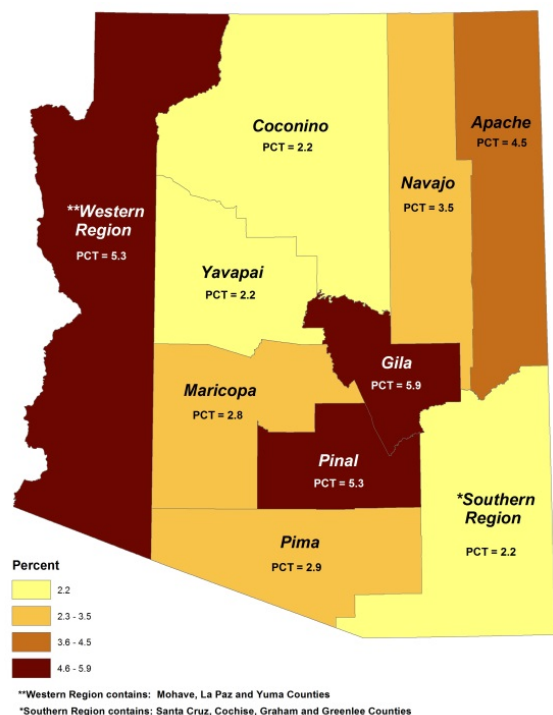 Coconino
PCT = 2.2
Apache
PCT = 4.5
Navajo
PCT = 3.5
**Western
Region
PCT = 5.3
Yavapai
PCT = 2.2
Gila
PCT = 5.9
Maricopa
PCT = 2.8
Pinal
PCT = 5.3
*Southern
Region
PCT = 2.2
Pima
PCT = 2.9
Percent
2.2
2.3 - 3.5
3.6 - 4.5
4.6 - 5.9
**Western Region contains: Mohave, La Paz and Yuma Counties
*Southern Region contains: Santa Cruz, Cochise, Graham and Greenlee Counties